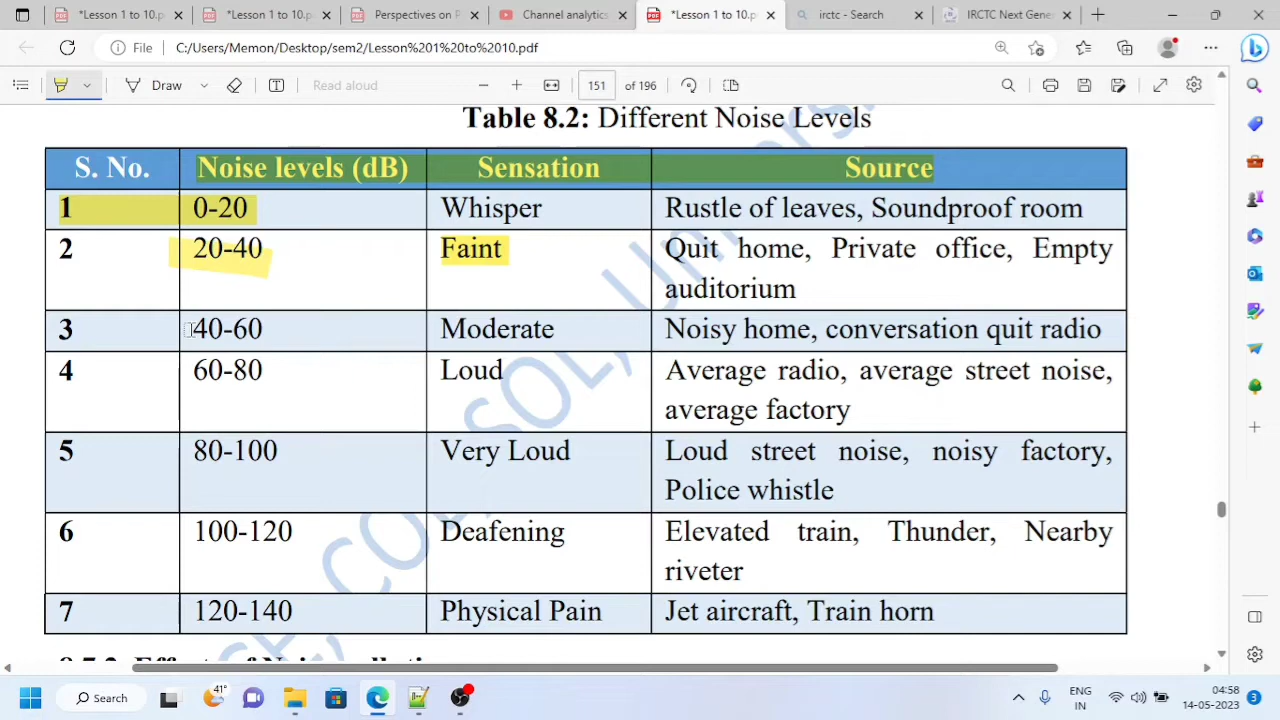 *Lesson 1 to 10.p
*Lesson 1 to 10.p
Perspectives on P
Channel analytics
*Lesson 1 to 10.p
irctc - Search
IRCTC Next Gene
File
C:/Users/Memon/Desktop/sem2/Lesson%201%20to%2010.pdf
Draw
Read aloud
151 of 196
Table 8.2: Different Noise Levels
S. No. Noise levels (dB) Sensation Source
1 0-20 Whisper Rustle of leaves, Soundproof room
2 20-40 Faint Quit home, Private office, Empty
auditorium
3 40-60 Moderate Noisy home, conversation quit radio
4 60-80 Loud Average radio, average street noise,
average factory
5 80-100 Very Loud Loud street noise, noisy factory,
Police whistle
6 100-120 Deafening Elevated train, Thunder, Nearby
riveter
7 120-140 Physical Pain Jet aircraft, Train horn
Search
41°
ENG
IN
04:58
14-05-2023
3